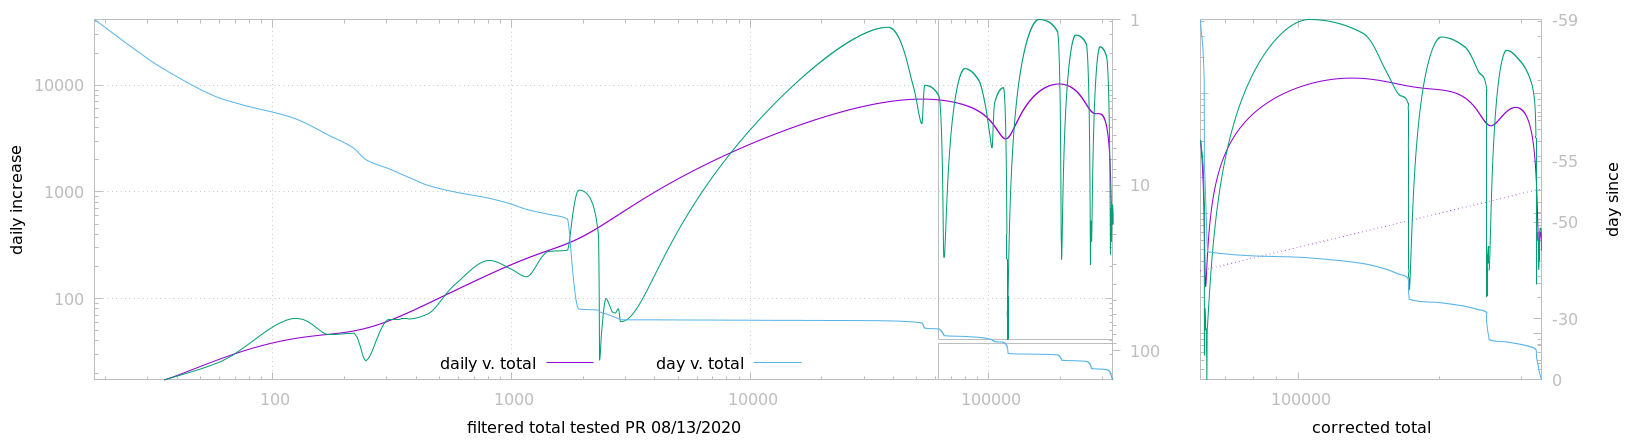 1
-59
10000
daily increase
-55
1000
10
-50
day since
100
-30
daily v. total
day v. total
100
0
100
1000
10000
100000
100000
filtered total tested PR 08/13/2020
corrected total